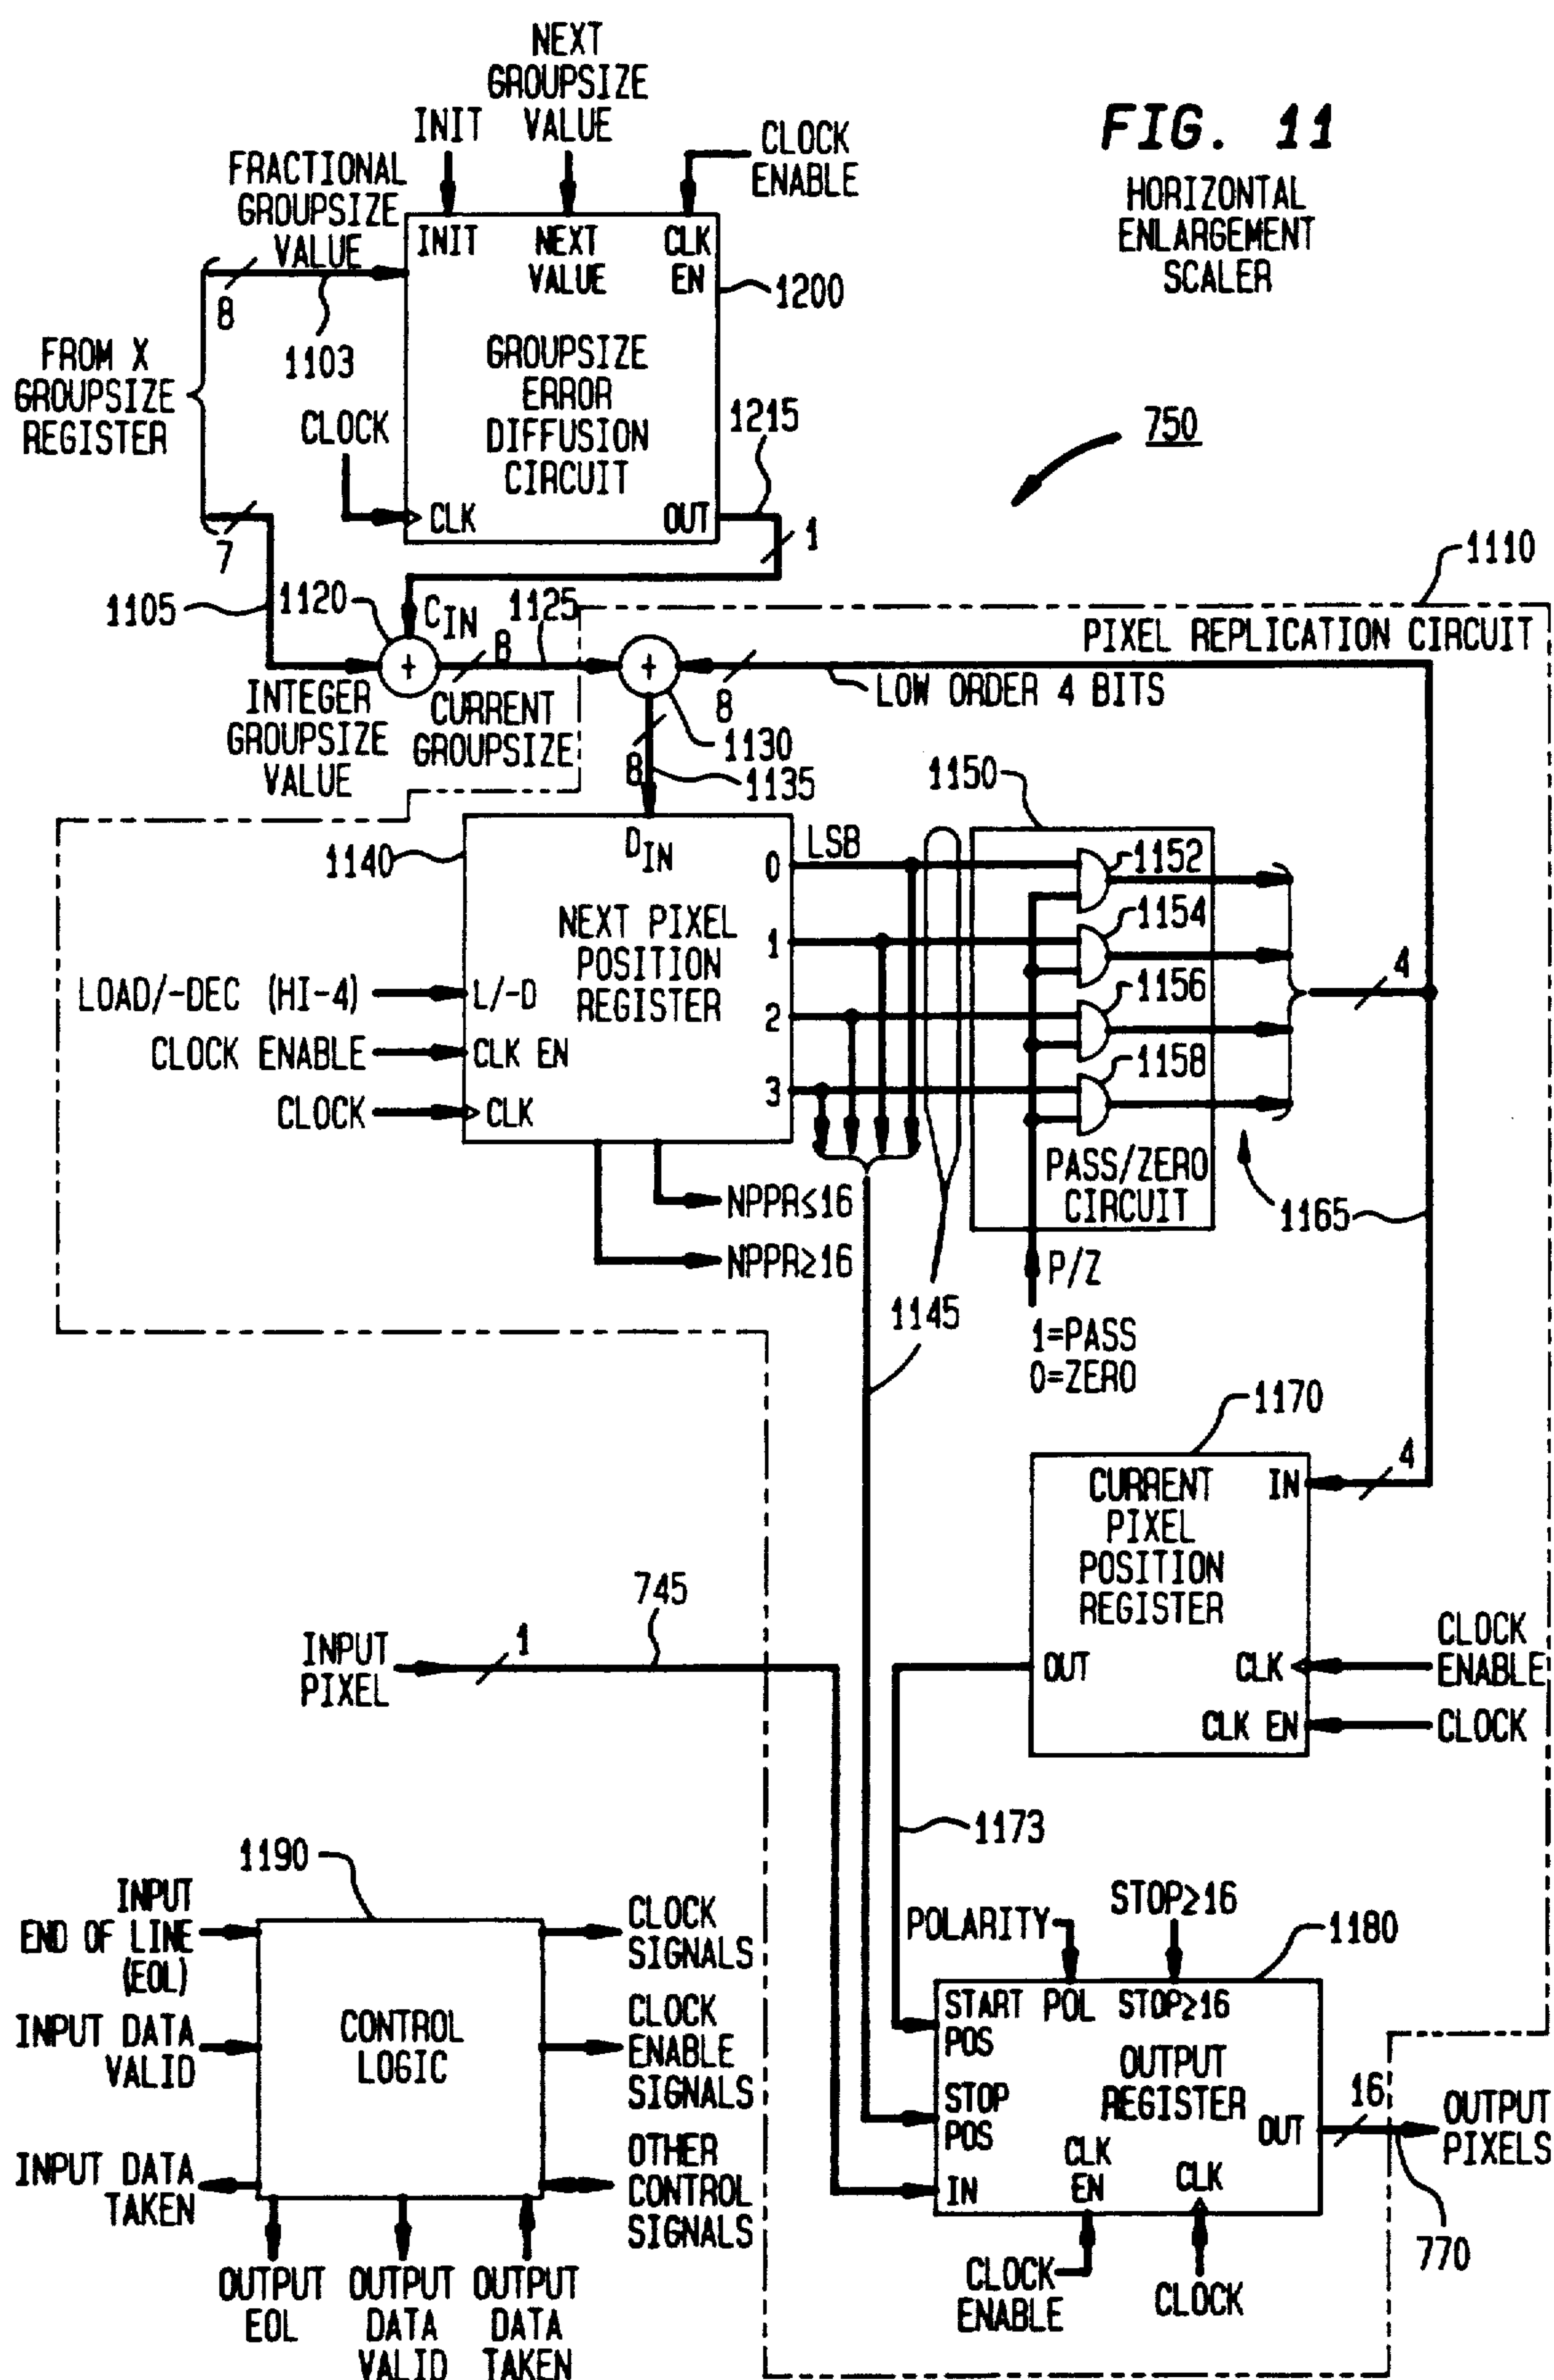 FIG. 11
HORIZONTAL
ENLARGEMENT
SCALER
NEXT
GROUPSIZE
VALUE
INIT
CLOCK
ENABLE
FRACTIONAL
GROUPSIZE
VALUE
INIT
NEXT
VALUE
CLK
EN
1200
8
1103
FROM X
GROUPSIZE
REGISTER
GROUPSIZE
ERROR
DIFFUSION
CIRCUIT
CLOCK
CLK
OUT
1215
1
750
7
1105
1120
CIN
8
1125
1110
PIXEL REPLICATION CIRCUIT
+
+
8
LOW ORDER 4 BITS
INTEGER
GROUPSIZE
VALUE
CURRENT
GROUPSIZE
1130
8
1135
1140
DIN
NEXT PIXEL
POSITION
REGISTER
LSB
0
1
2
3
LOAD/-DEC (HI-4)
L/-D
CLOCK ENABLE
CLK EN
CLOCK
CLK
NPPR≤16
NPPR≥16
1150
1152
1154
1156
1158
PASS/ZERO
CIRCUIT
4
1165
P/Z
1=PASS
0=ZERO
1145
1170
4
CURRENT
PIXEL
POSITION
REGISTER
IN
OUT
CLK
CLOCK
ENABLE
CLK EN
CLOCK
INPUT
PIXEL
1
745
1173
1190
INPUT
END OF LINE
(EOL)
INPUT DATA
VALID
INPUT DATA
TAKEN
CONTROL
LOGIC
CLOCK
SIGNALS
CLOCK
ENABLE
SIGNALS
OTHER
CONTROL
SIGNALS
OUTPUT
EOL
OUTPUT
DATA
VALID
OUTPUT
DATA
TAKEN
POLARITY
STOP≥16
1180
START
POS
POL
STOP≥16
OUTPUT
REGISTER
STOP
POS
IN
CLK
EN
CLK
OUT
16
OUTPUT
PIXELS
770
CLOCK
ENABLE
CLOCK